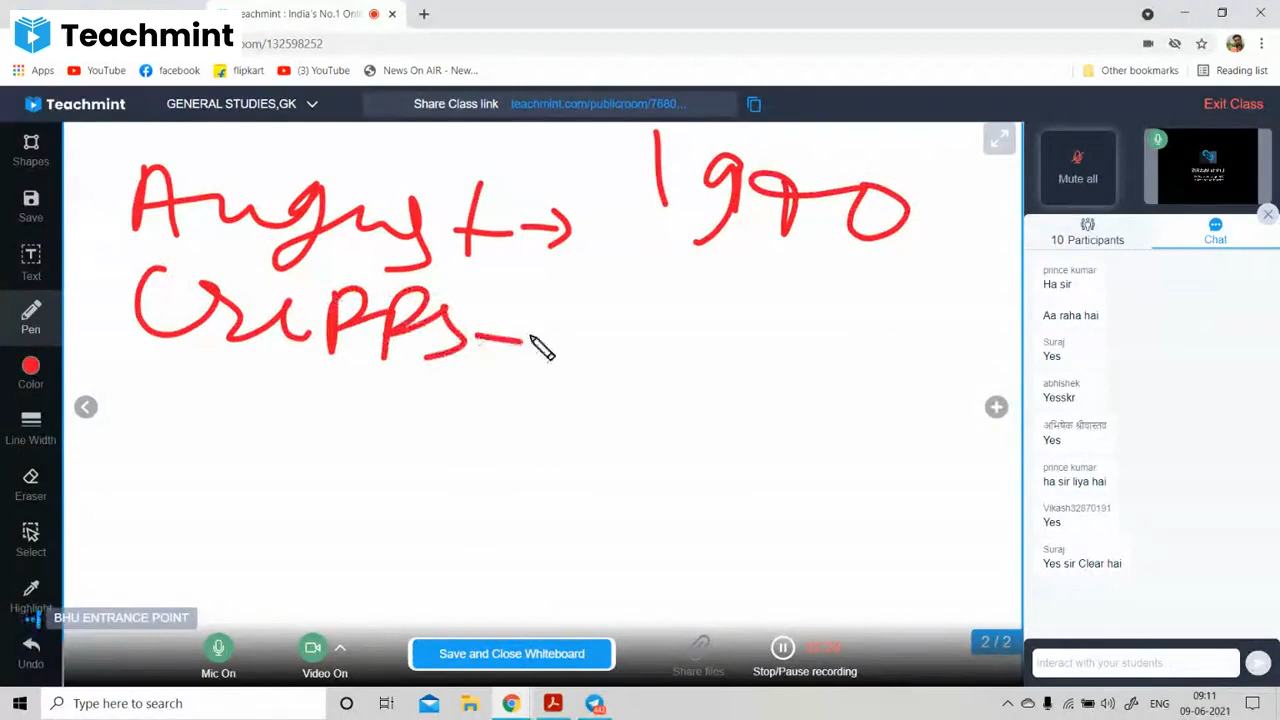 Teachmint : India's No.1 Onli
Teachmint
oom/132598252
Apps
YouTube
facebook
flipkart
(3) YouTube
News On AIR - New...
Other bookmarks
Reading list
Teachmint
GENERAL STUDIES,GK
Share Class link
teachmint.com/publicroom/7680...
Exit Class
Shapes
Save
Text
Pen
Color
Line Width
Eraser
Select
Highlight
Undo
August → 1940
Cripps —
Mute all
10 Participants
Chat
prince kumar
Ha sir
Aa raha hai
Suraj
Yes
abhishek
Yesskr
अभिषेक श्रीवास्तव
Yes
prince kumar
ha sir liya hai
Vikash32870191
Yes
Suraj
Yes sir Clear hai
BHU ENTRANCE POINT
Mic On
Video On
Save and Close Whiteboard
Share files
Stop/Pause recording
2 / 2
Interact with your students...
Type here to search
ENG
09:11
09-06-2021